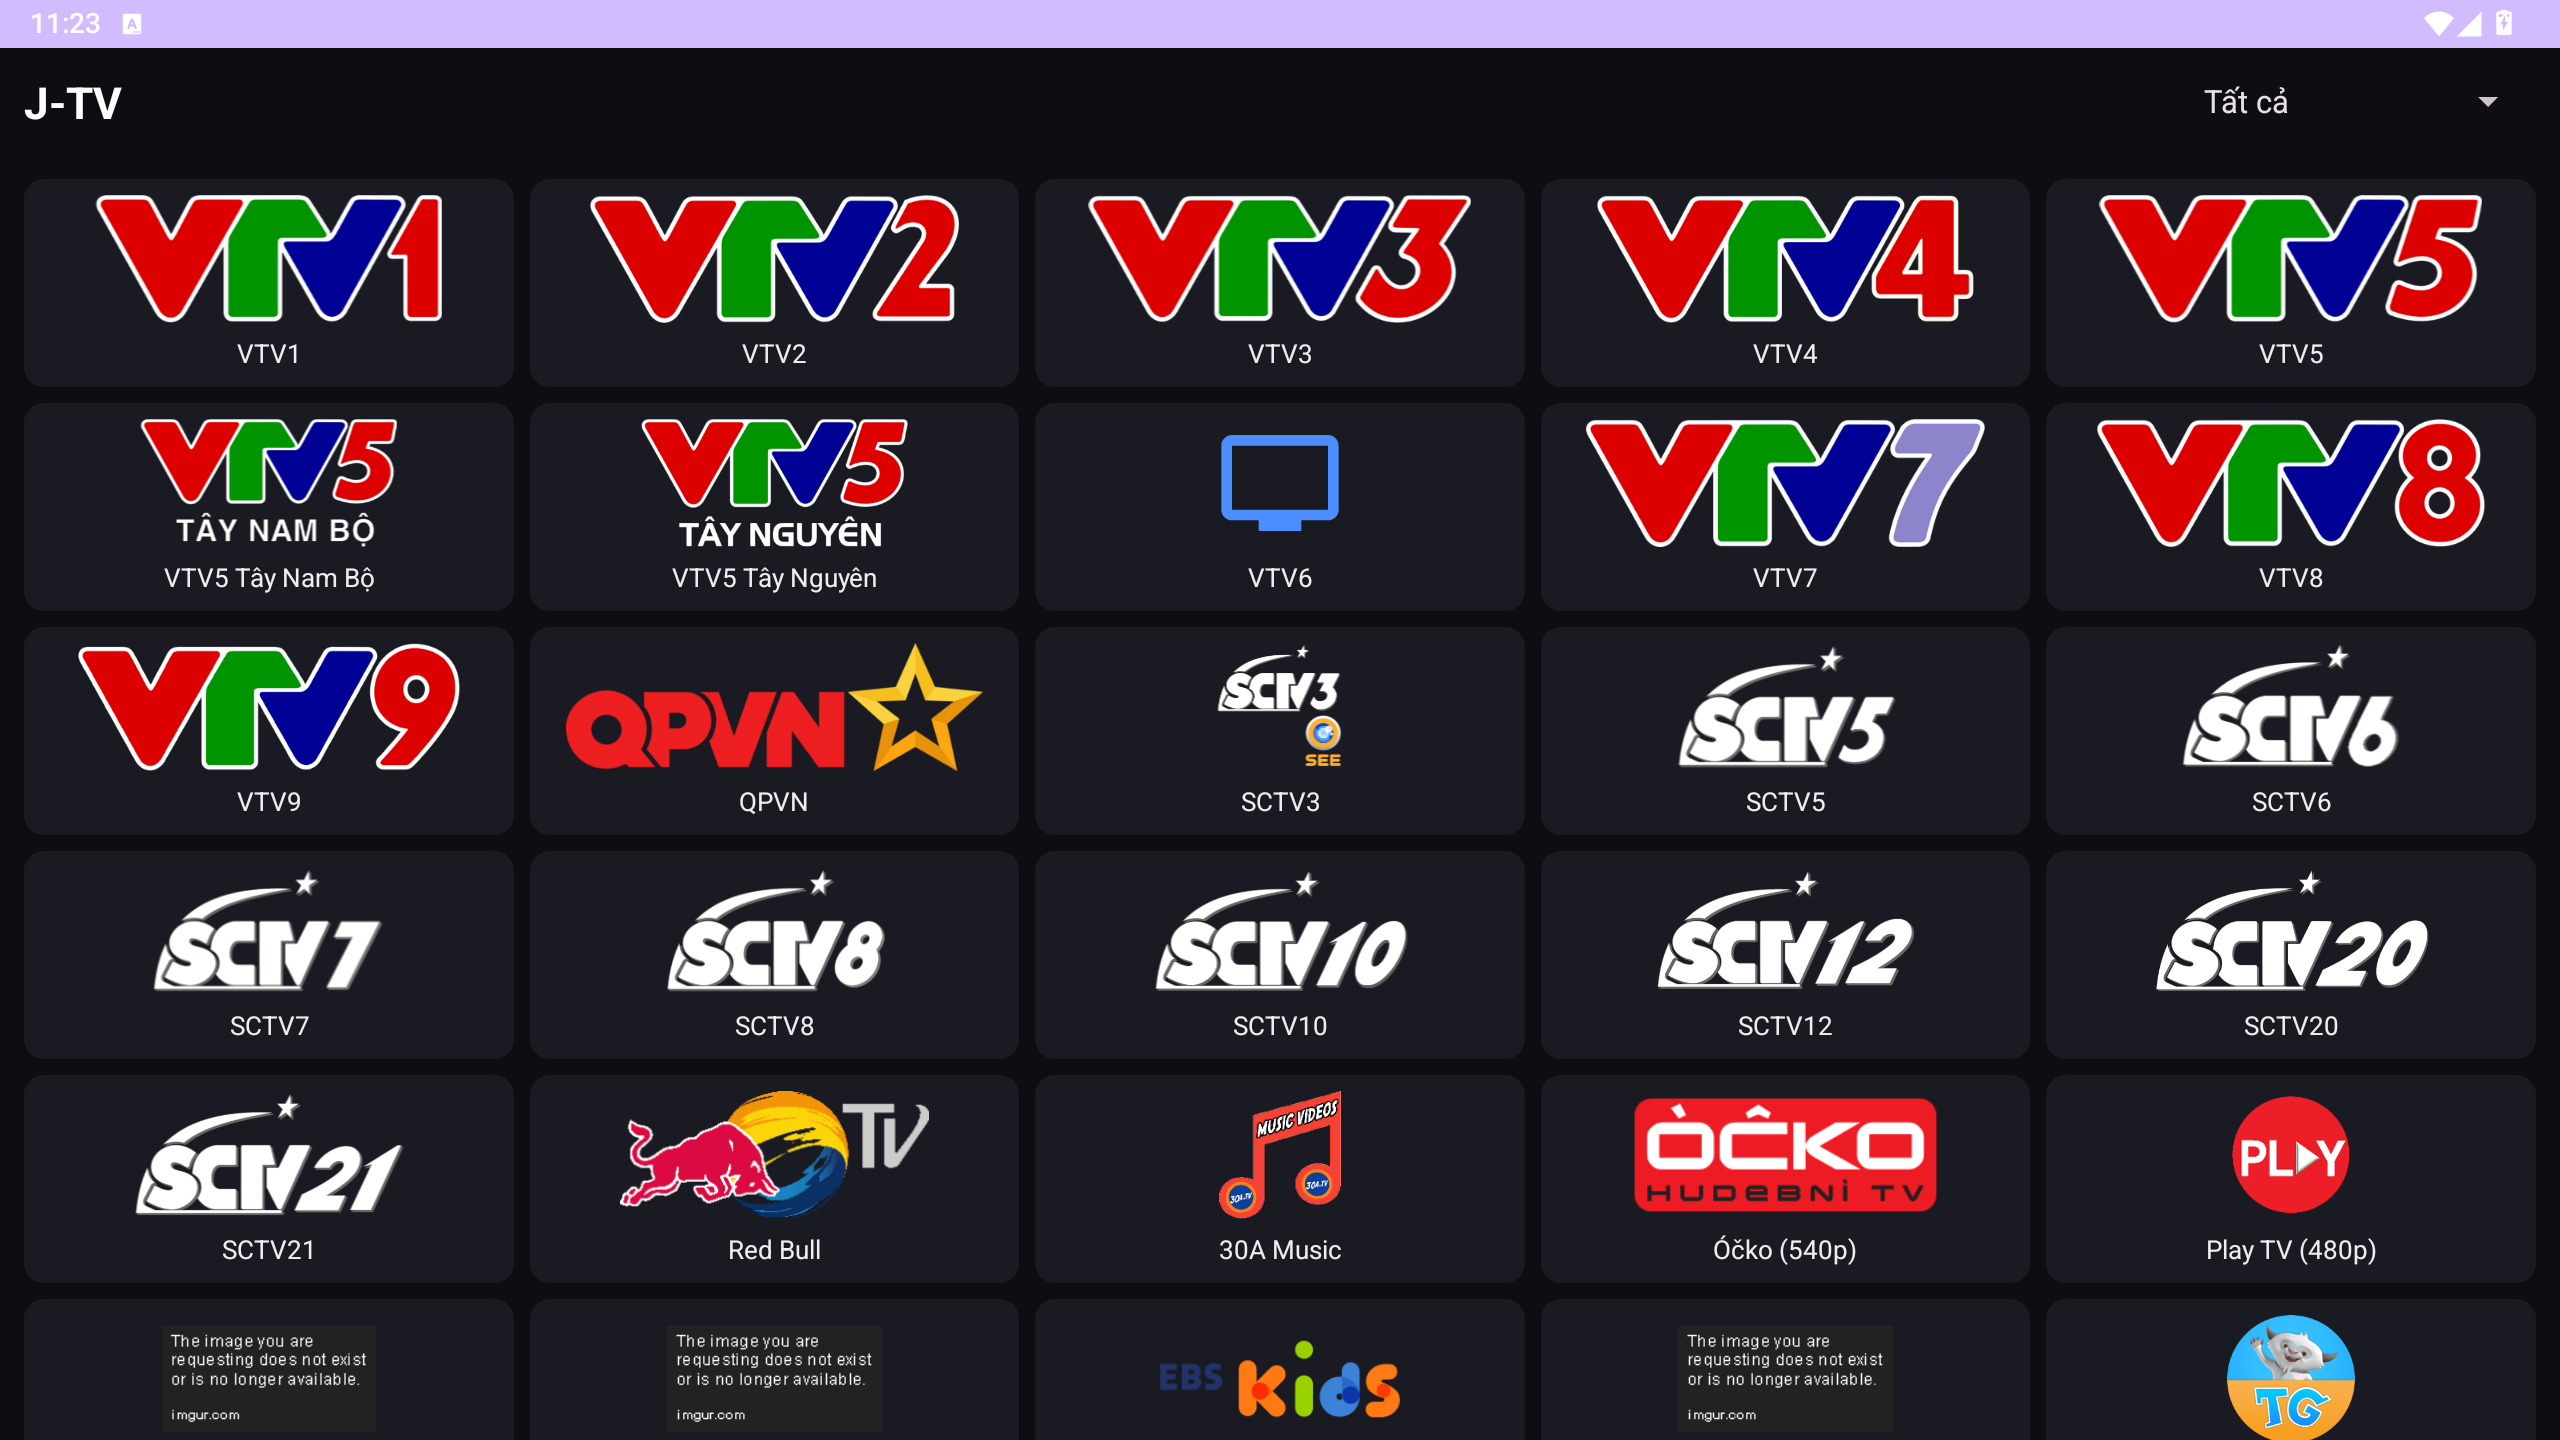 11:23
J-TV
Tất cả
VTV1
VTV2
VTV3
VTV4
VTV5
VTV1
VTV2
VTV3
VTV4
VTV5
VTV5
TÂY NAM BỘ
VTV5
TÂY NGUYÊN
VTV7
VTV8
VTV5 Tây Nam Bộ
VTV5 Tây Nguyên
VTV6
VTV7
VTV8
VTV9
QPVN
SCTV3
SEE
SCTV5
SCTV6
VTV9
QPVN
SCTV3
SCTV5
SCTV6
SCTV7
SCTV8
SCTV10
SCTV12
SCTV20
SCTV7
SCTV8
SCTV10
SCTV12
SCTV20
SCTV21
TV
MUSIC VIDEOS
30A.TV
30A.TV
ÒĈKO
HUDEBNÌ TV
PLAY
SCTV21
Red Bull
30A Music
Óčko (540p)
Play TV (480p)
The image you are
requesting does not exist
or is no longer available.
imgur.com
The image you are
requesting does not exist
or is no longer available.
imgur.com
EBS kids
The image you are
requesting does not exist
or is no longer available.
imgur.com
TG